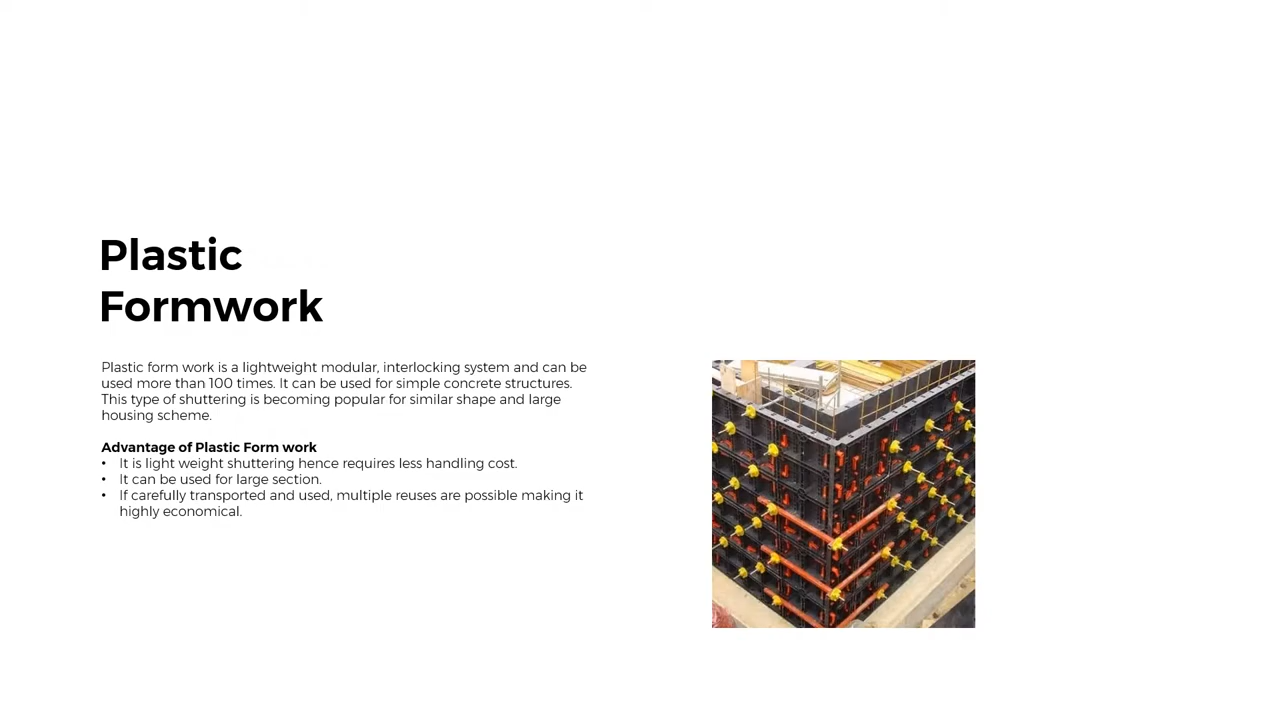 Plastic
Formwork
Plastic form work is a lightweight modular, interlocking system and can be
used more than 100 times. It can be used for simple concrete structures.
This type of shuttering is becoming popular for similar shape and large
housing scheme.
Advantage of Plastic Form work
• It is light weight shuttering hence requires less handling cost.
• It can be used for large section.
• If carefully transported and used, multiple reuses are possible making it
highly economical.